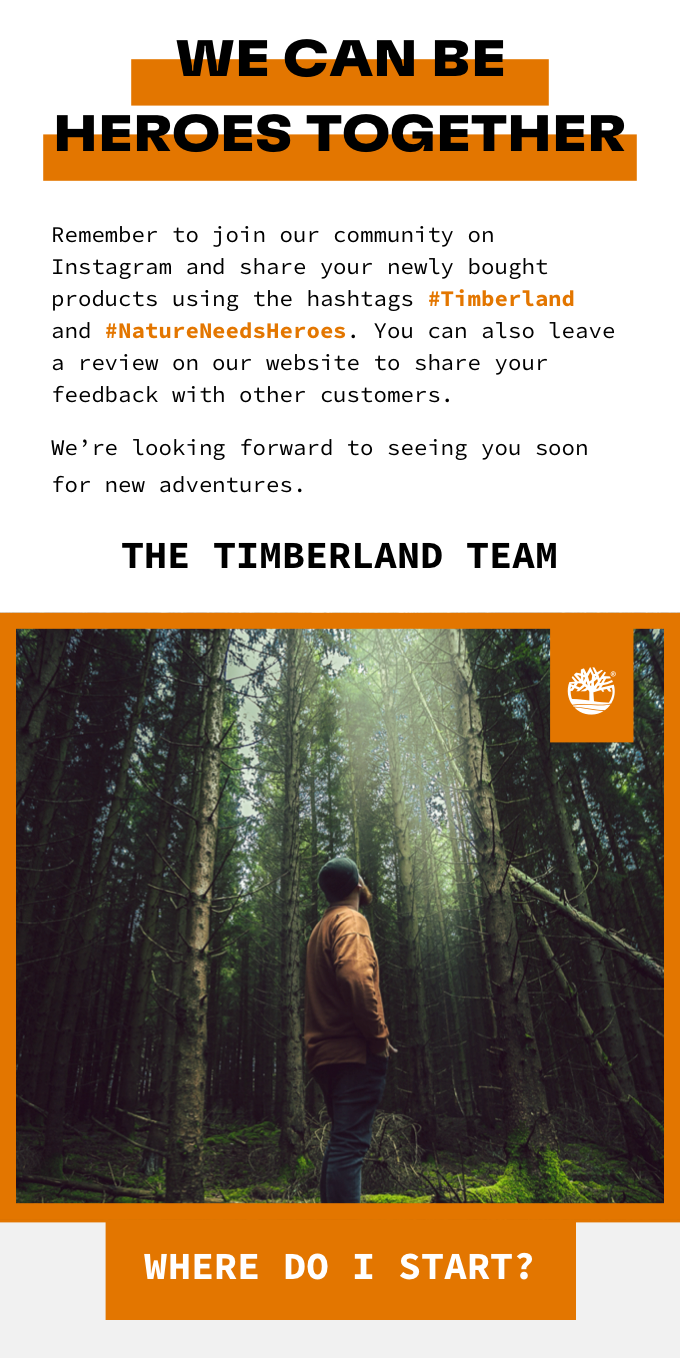 WE CAN BE
HEROES TOGETHER
Remember to join our community on
Instagram and share your newly bought
products using the hashtags #Timberland
and #NatureNeedsHeroes. You can also leave
a review on our website to share your
feedback with other customers.
We’re looking forward to seeing you soon
for new adventures.
THE TIMBERLAND TEAM
®
WHERE DO I START?